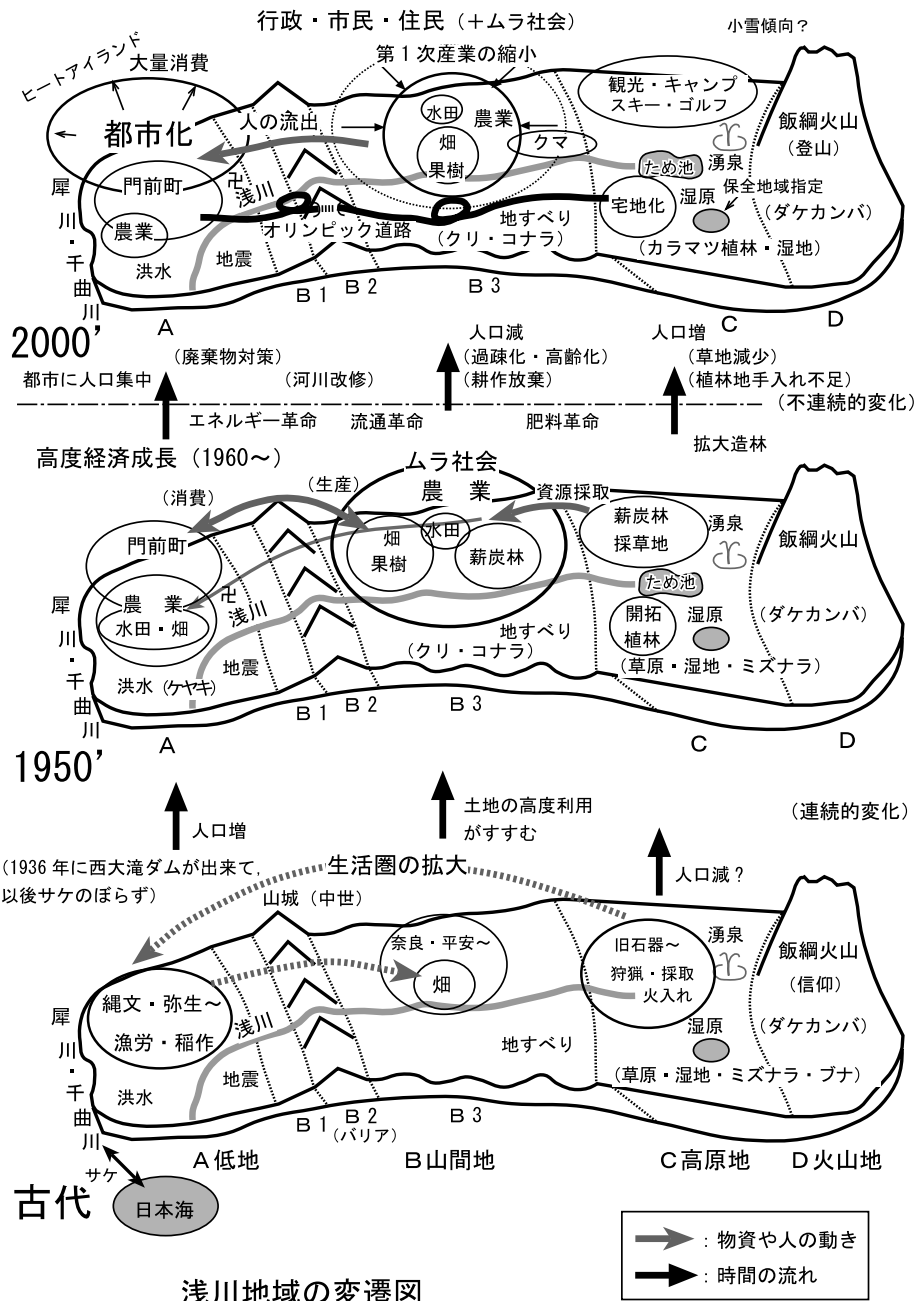 行政・市民・住民（＋ムラ社会）
小雪傾向？
ヒートアイランド
大量消費
第１次産業の縮小
都市化
人の流出
水田
農業
畑
果樹
クマ
観光・キャンプ
スキー・ゴルフ
飯綱火山
（登山）
ため池
湧泉
門前町
農業
卍
浅川
犀川・千曲川
オリンピック道路
地すべり
（クリ・コナラ）
宅地化
湿原
保全地域指定
（ダケカンバ）
（カラマツ植林・湿地）
洪水
地震
Ａ
Ｂ１
Ｂ２
Ｂ３
Ｃ
Ｄ
2000’
都市に人口集中
（廃棄物対策）
（河川改修）
人口減
（過疎化・高齢化）
（耕作放棄）
人口増
（草地減少）
（植林地手入れ不足）
（不連続的変化）
エネルギー革命
流通革命
肥料革命
拡大造林
高度経済成長（1960～）
ムラ社会
農　業
（消費）
（生産）
資源採取
門前町
農　業
水田・畑
卍
浅川
畑
果樹
水田
薪炭林
薪炭林
採草地
湧泉
飯綱火山
ため池
開拓
植林
湿原
（ダケカンバ）
犀川・千曲川
洪水（ケヤキ）
地震
地すべり
（クリ・コナラ）
（草原・湿地・ミズナラ）
Ａ
Ｂ１
Ｂ２
Ｂ３
Ｃ
Ｄ
1950’
人口増
土地の高度利用
がすすむ
（連続的変化）
（1936年に西大滝ダムが出来て，
以後サケのぼらず）
生活圏の拡大
人口減？
山城（中世）
縄文・弥生～
漁労・稲作
奈良・平安～
畑
旧石器～
狩猟・採取
火入れ
湧泉
飯綱火山
（信仰）
犀川・千曲川
浅川
湿原
（ダケカンバ）
洪水
地震
地すべり
（草原・湿地・ミズナラ・ブナ）
Ｂ１
Ｂ２
（バリア）
Ｂ３
Ａ低地
Ｂ山間地
Ｃ高原地
Ｄ火山地
サケ
日本海
古代
：物資や人の動き
：時間の流れ
浅川地域の変遷図